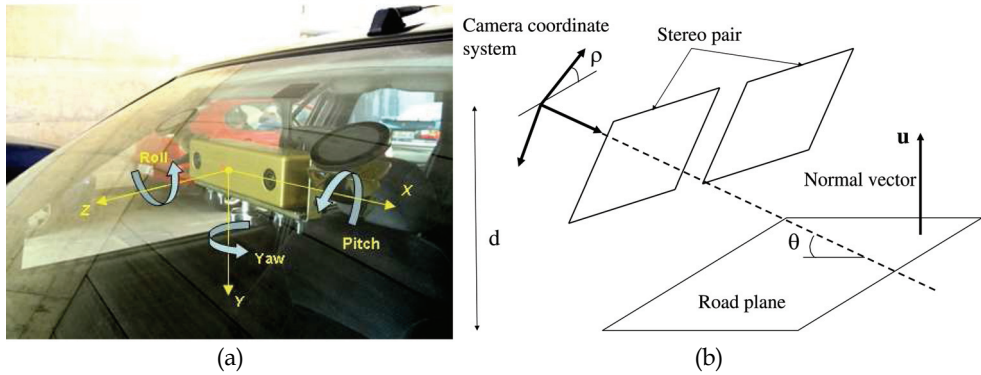 Roll
Z
X
Pitch
Yaw
Y
(a)
Camera coordinate
system
ρ
Stereo pair
u
Normal vector
d
θ
Road plane
(b)